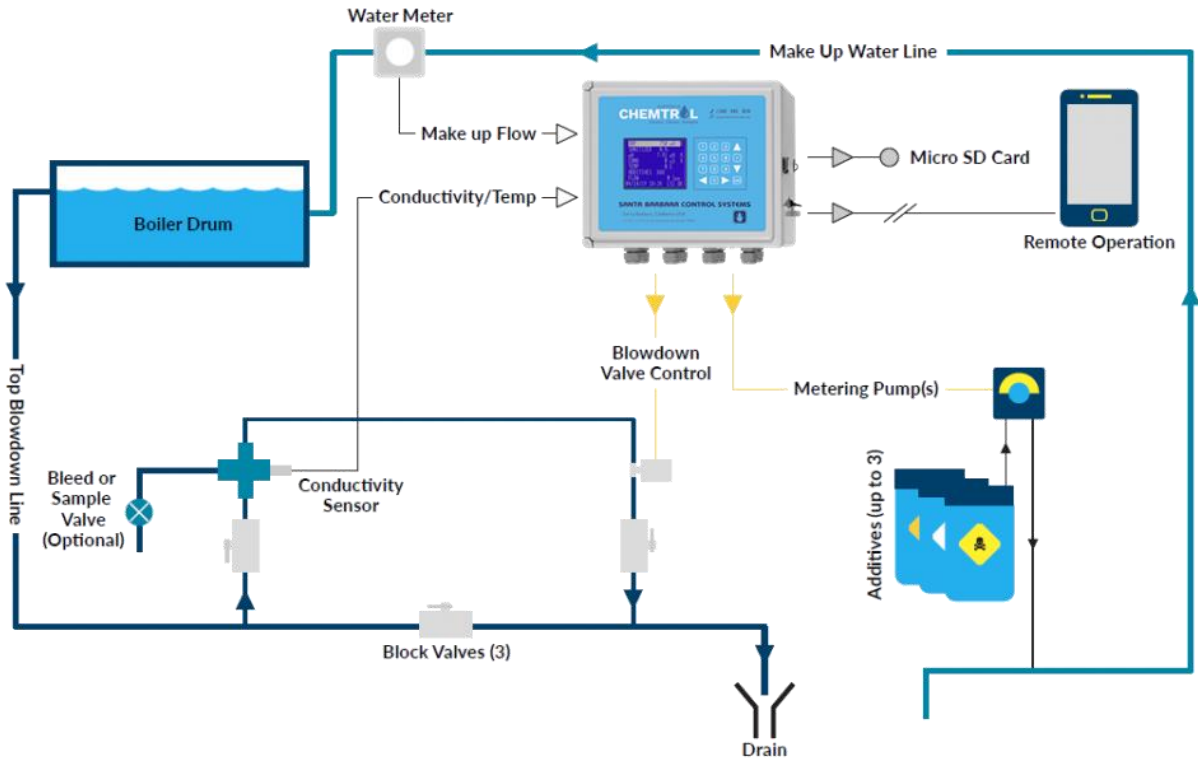 Water Meter
Make Up Water Line
Make up Flow
CHEMTROL
Micro SD Card
Conductivity/Temp
SANTA BARBARA CONTROL SYSTEMS
Boiler Drum
Remote Operation
Blowdown
Valve Control
Metering Pump(s)
Top Blowdown Line
Bleed or
Sample
Valve
(Optional)
Conductivity
Sensor
Additives (up to 3)
Block Valves (3)
Drain